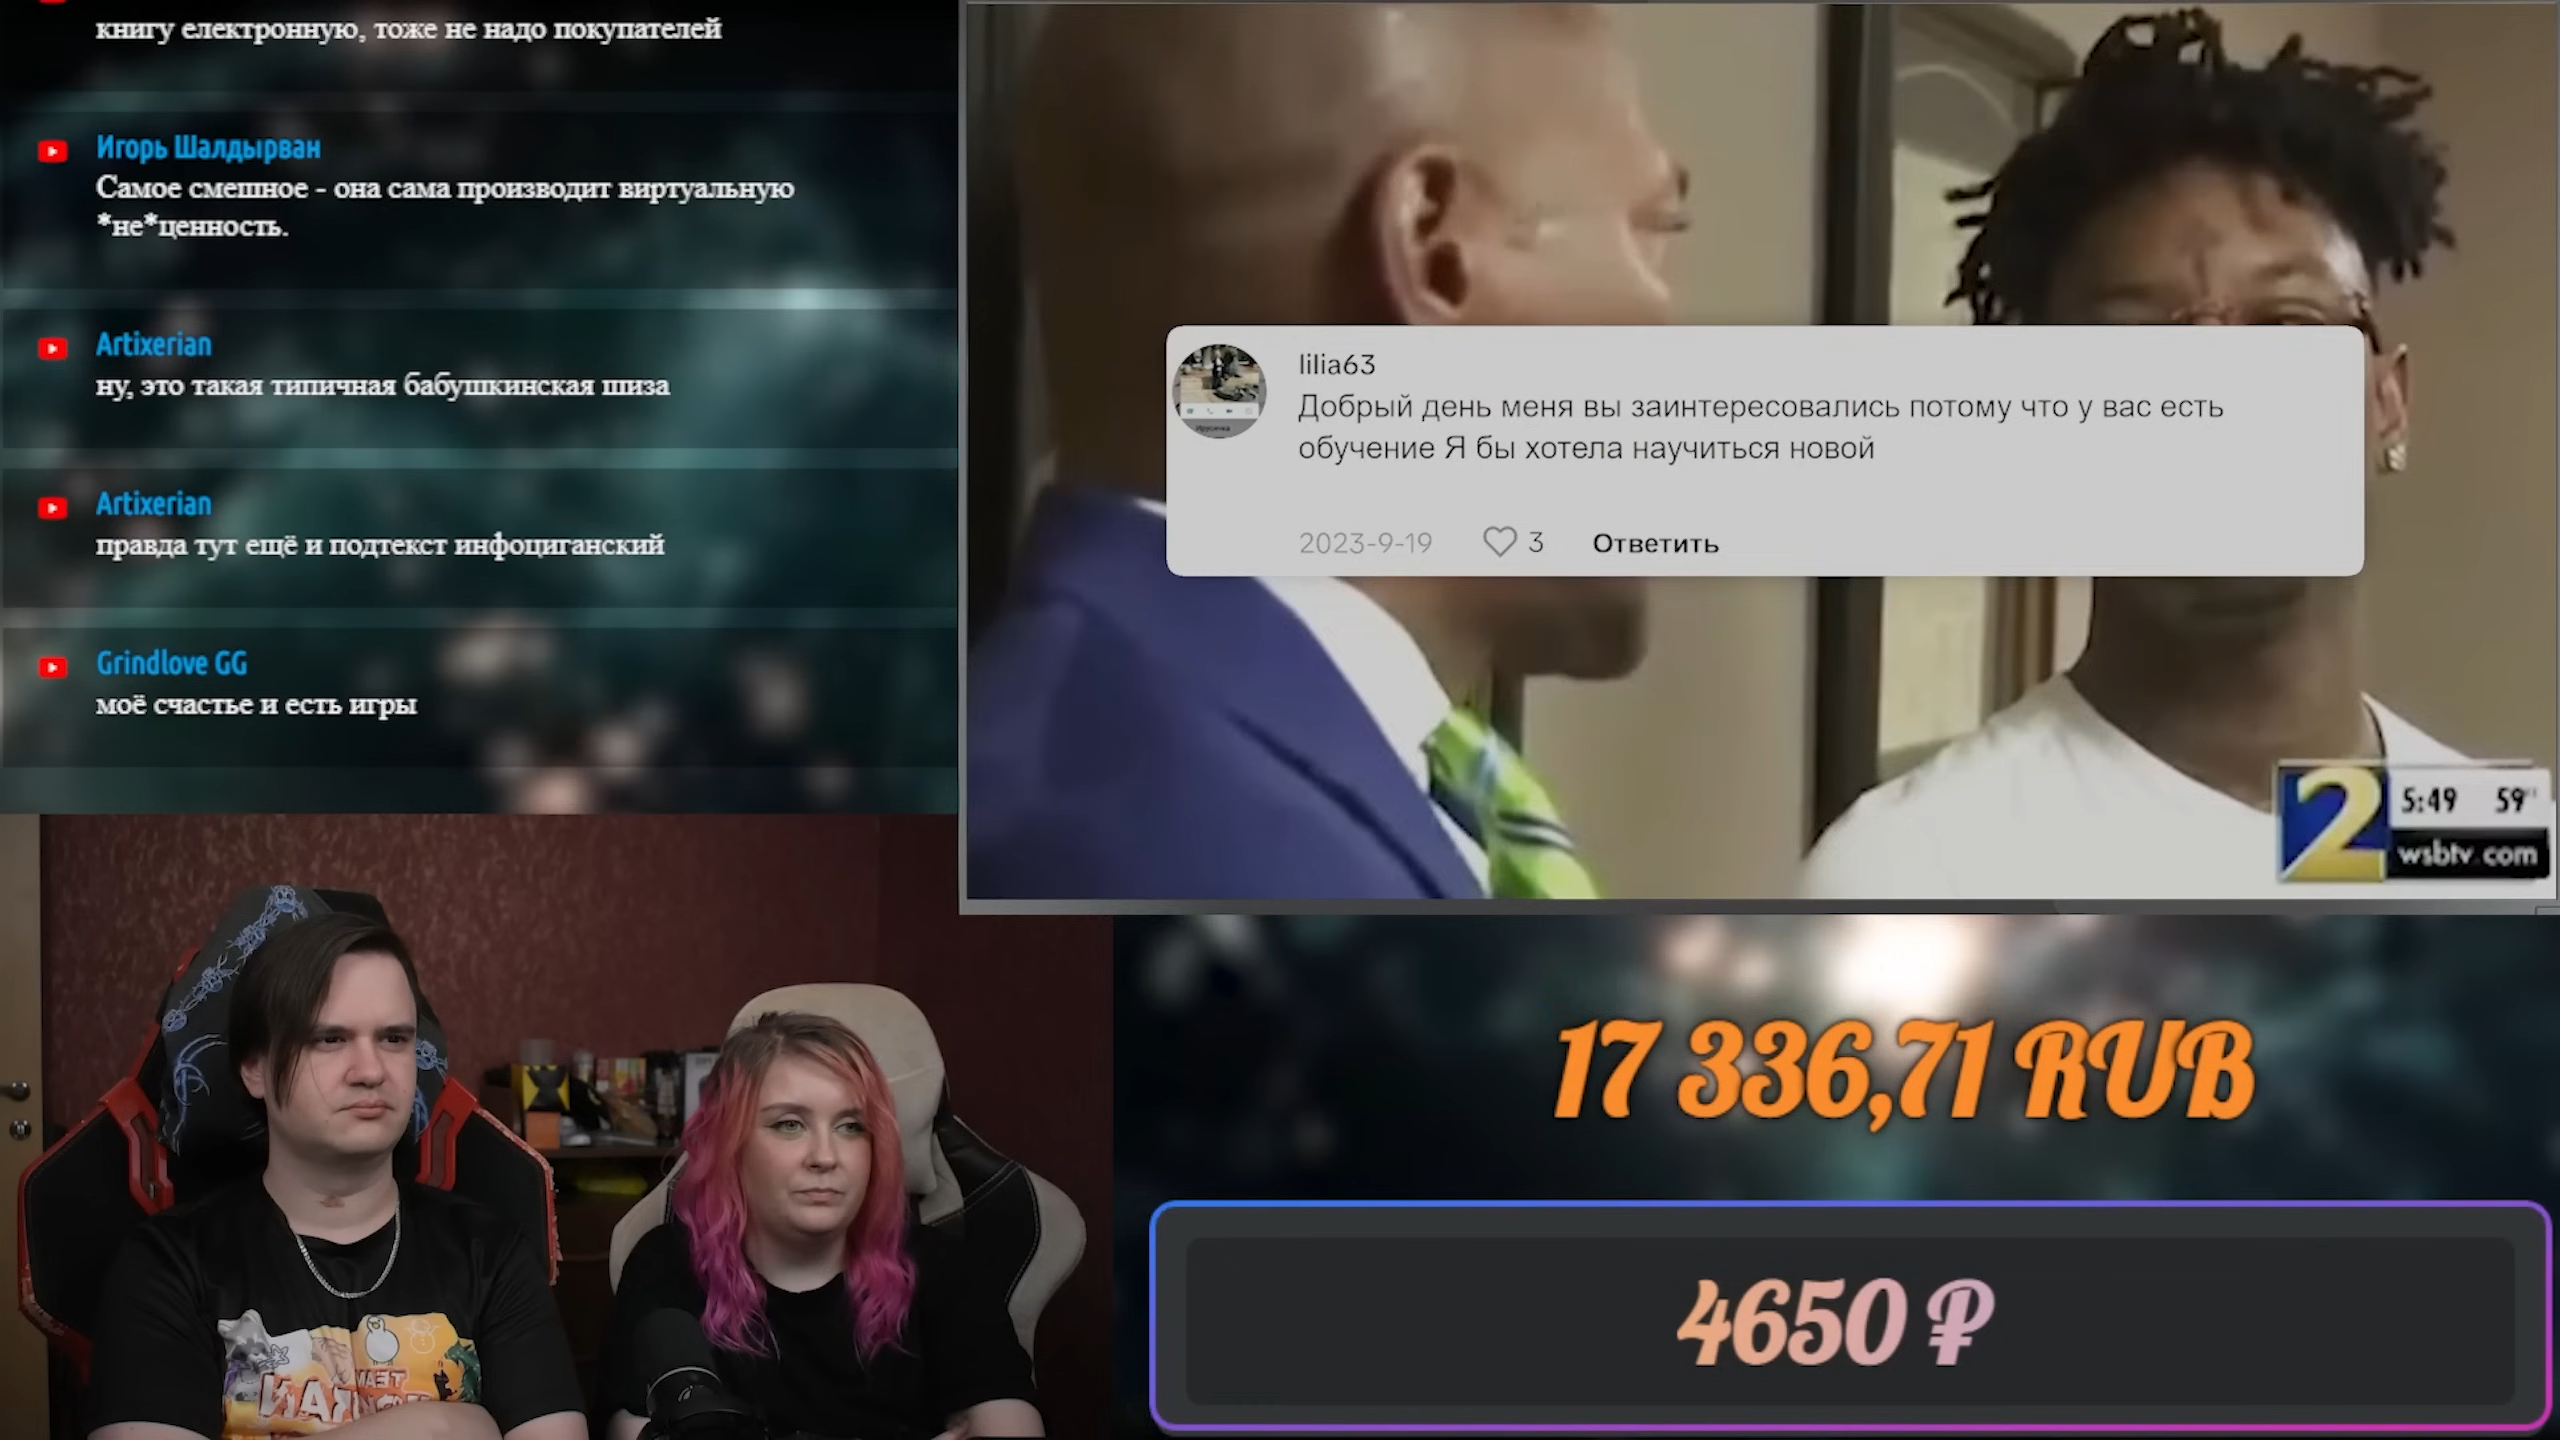 книгу електронную, тоже не надо покупателей
Игорь Шалдырван
Самое смешное - она сама производит виртуальную
*не*ценность.
Artixerian
ну, это такая типичная бабушкинская шиза
Artixerian
правда тут ещё и подтекст инфоциганский
Grindlove GG
моё счастье и есть игры
lilia63
Добрый день меня вы заинтересовались потому что у вас есть
обучение Я бы хотела научиться новой
2023-9-19 3 Ответить
2 5:49 59°
wsbtv.com
17 336,71 RUB
4650 ₽